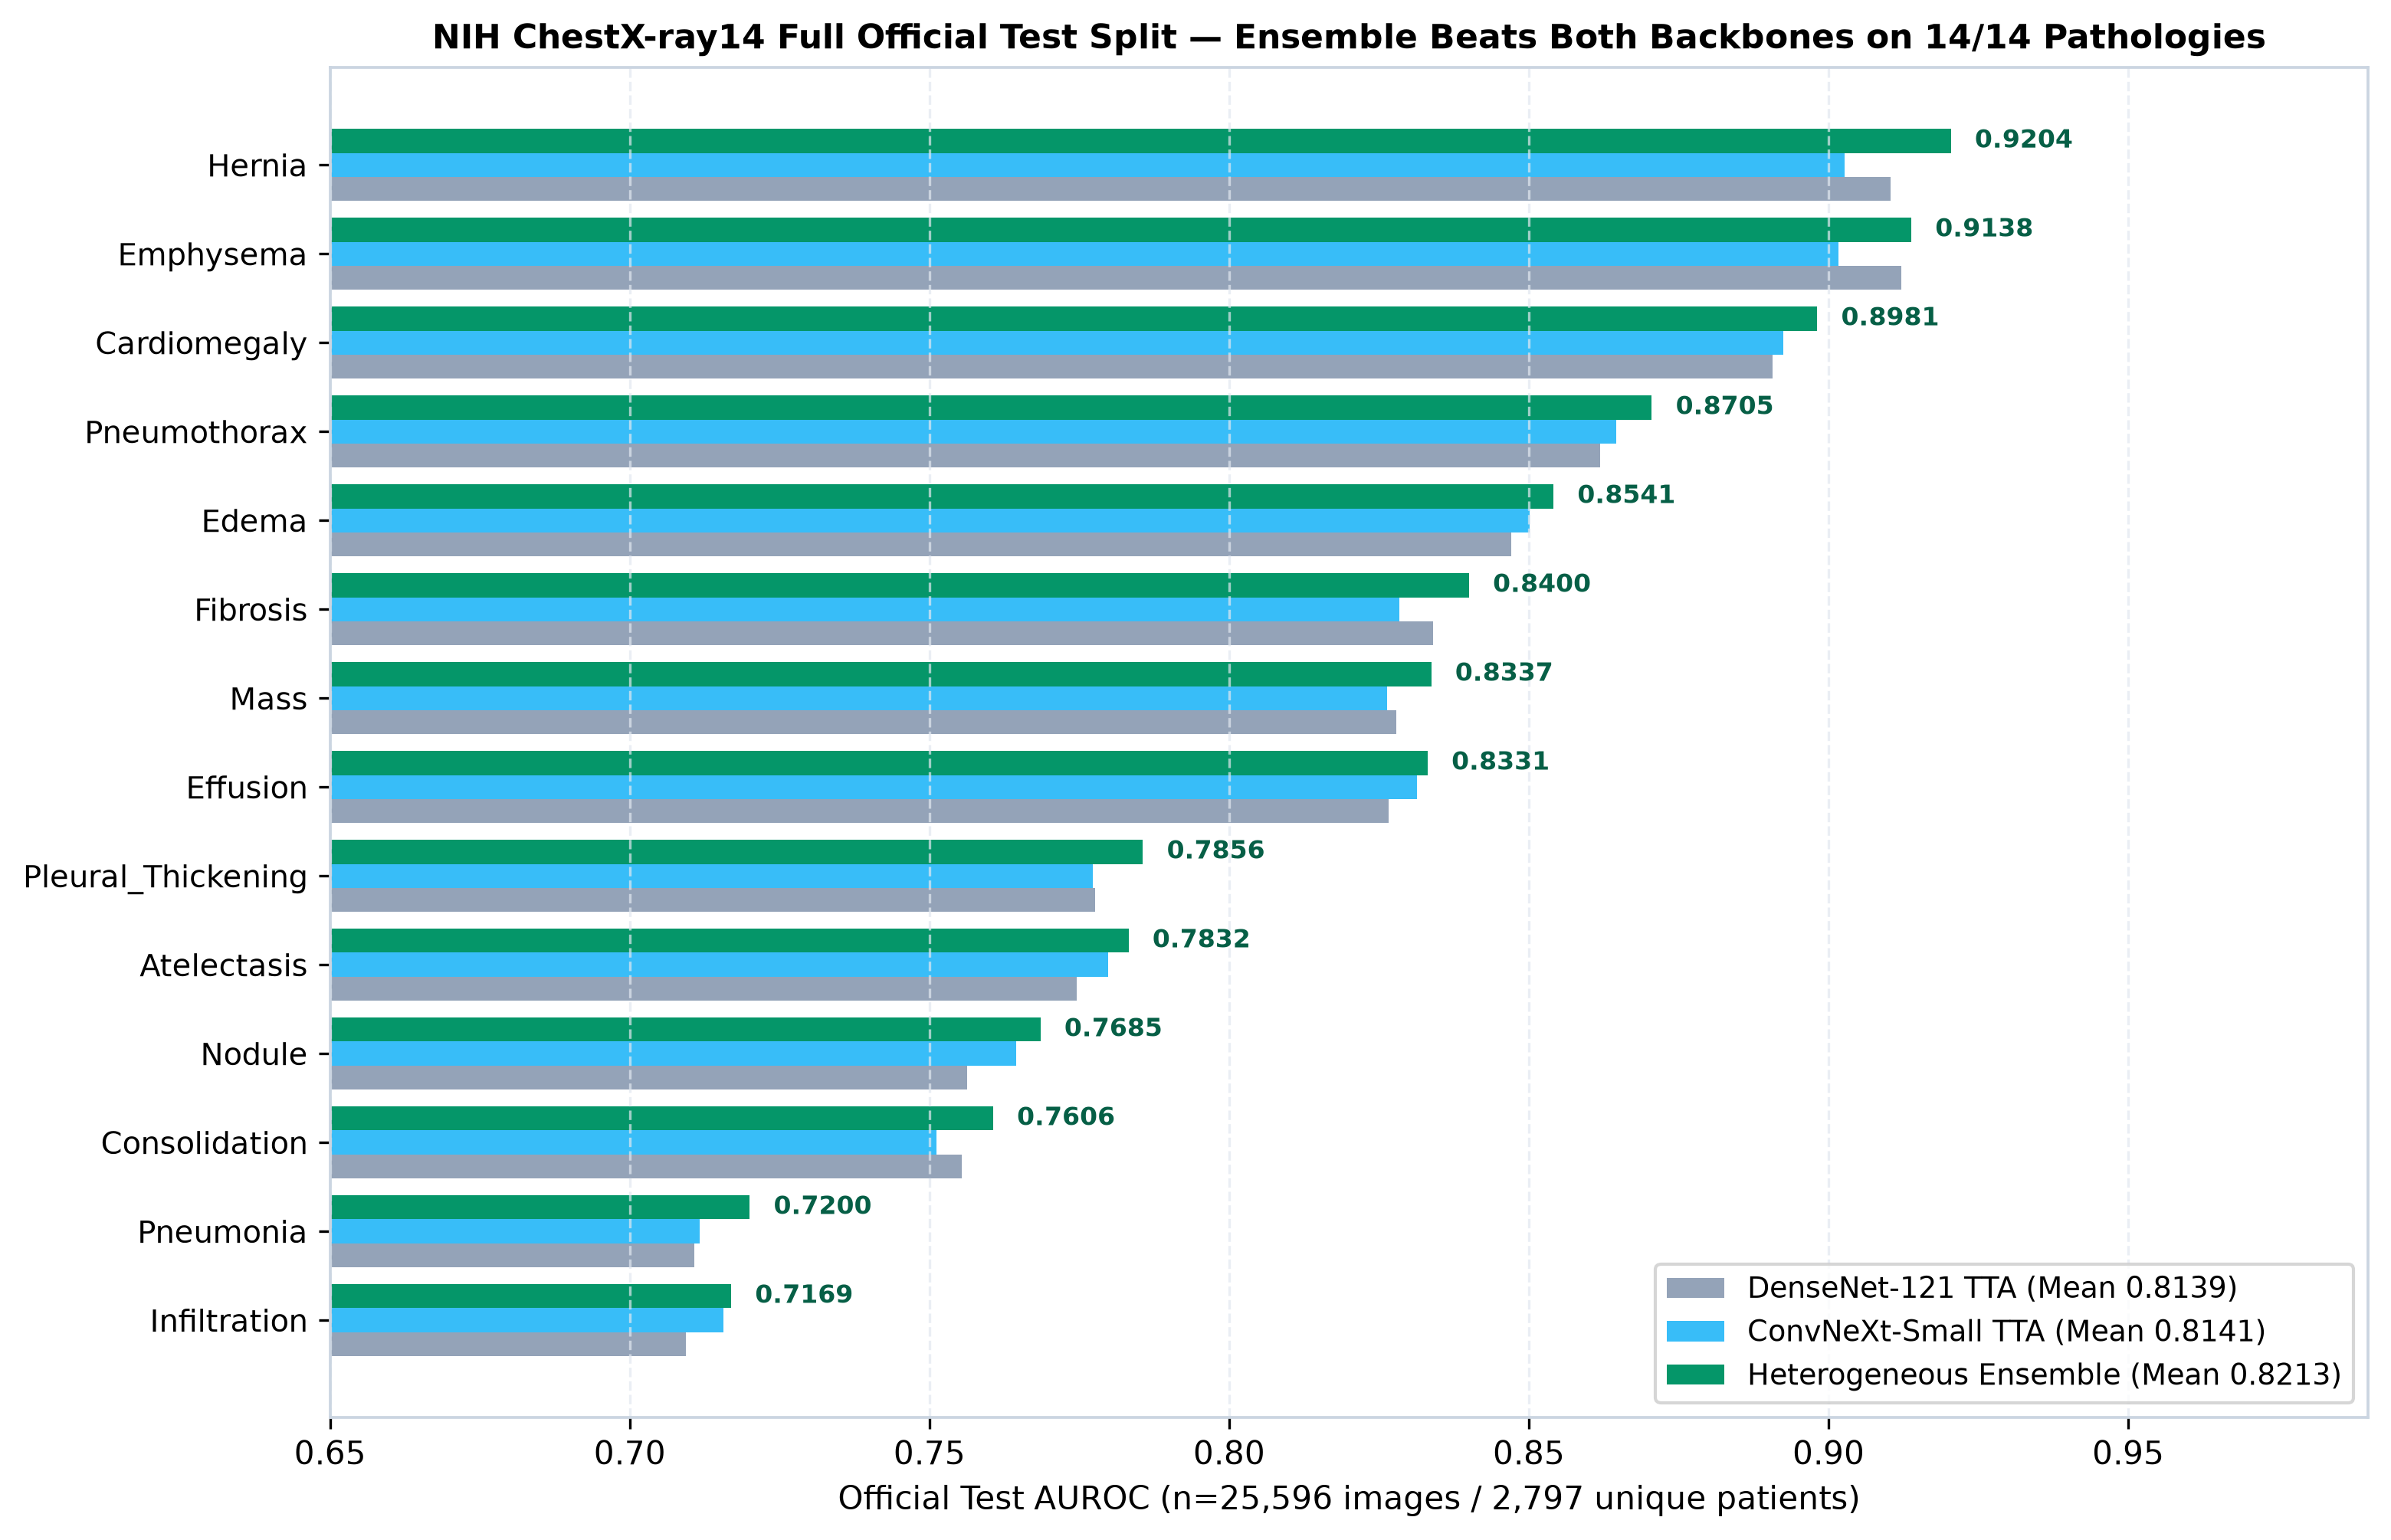 NIH ChestX-ray14 Full Official Test Split — Ensemble Beats Both Backbones on 14/14 Pathologies
Hernia 0.9204
Emphysema 0.9138
Cardiomegaly 0.8981
Pneumothorax 0.8705
Edema 0.8541
Fibrosis 0.8400
Mass 0.8337
Effusion 0.8331
Pleural_Thickening 0.7856
Atelectasis 0.7832
Nodule 0.7685
Consolidation 0.7606
Pneumonia 0.7200
Infiltration 0.7169
DenseNet-121 TTA (Mean 0.8139)
ConvNeXt-Small TTA (Mean 0.8141)
Heterogeneous Ensemble (Mean 0.8213)
0.65 0.70 0.75 0.80 0.85 0.90 0.95
Official Test AUROC (n=25,596 images / 2,797 unique patients)